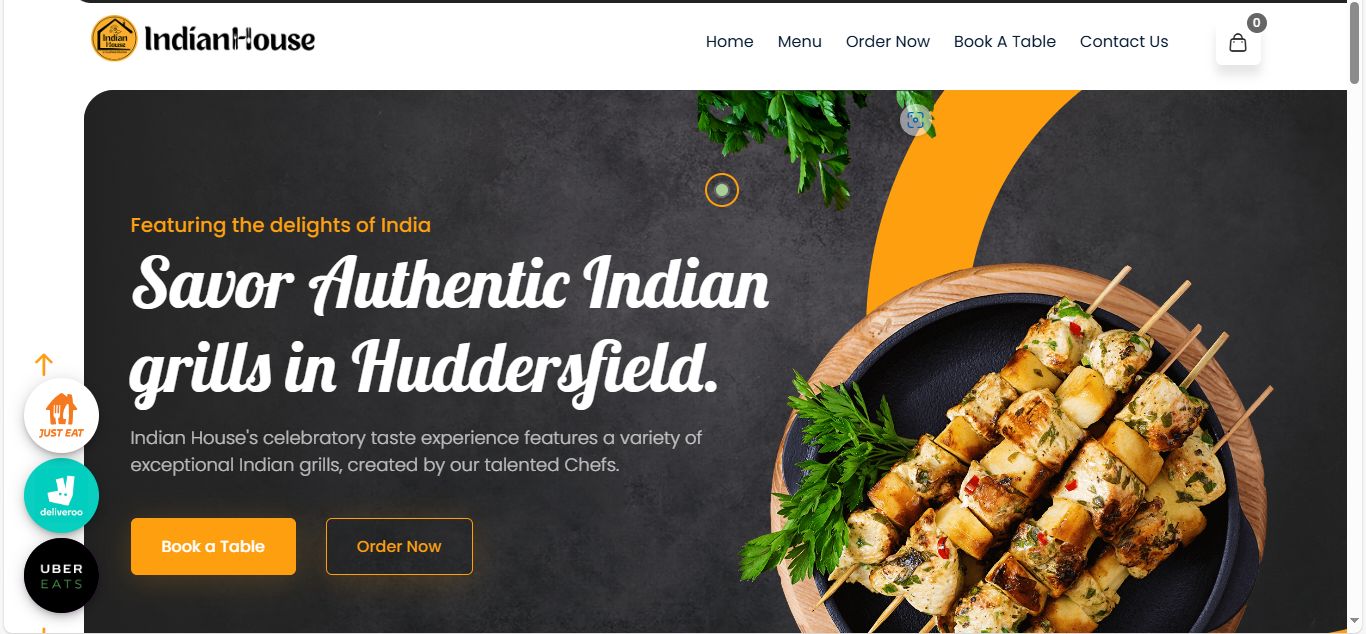 Indian
House
IndianHouse
Home
Menu
Order Now
Book A Table
Contact Us
0
Featuring the delights of India
Savor Authentic Indian
grills in Huddersfield.
Indian House's celebratory taste experience features a variety of
exceptional Indian grills, created by our talented Chefs.
Book a Table
Order Now
JUST EAT
deliveroo
UBER
EATS